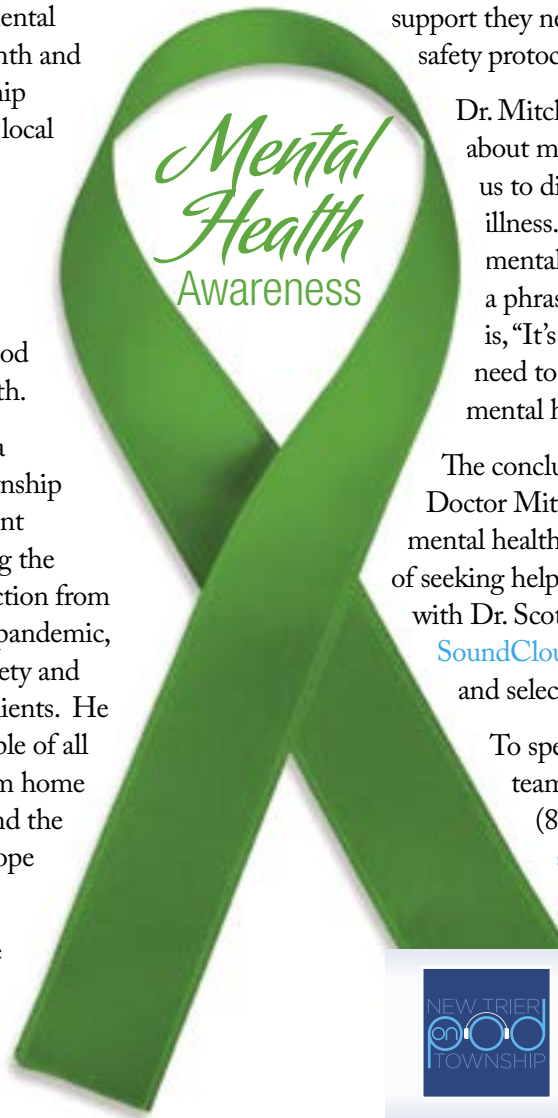 ental
nth and
hip
local
od
th.
a
nship
nt
g the
ction from
pandemic,
ety and
ients. He
ple of all
m home
nd the
ope
e
Mental
Health
Awareness
support they ne
safety protoc
Dr. Mitch
about m
us to di
illness.
mental
a phras
is, “It’s
need to
mental h
The conclu
Doctor Mit
mental health
of seeking help
with Dr. Scot
SoundClou
and selec
To spe
team
(8
NEW TRIER
on pod
TOWNSHIP